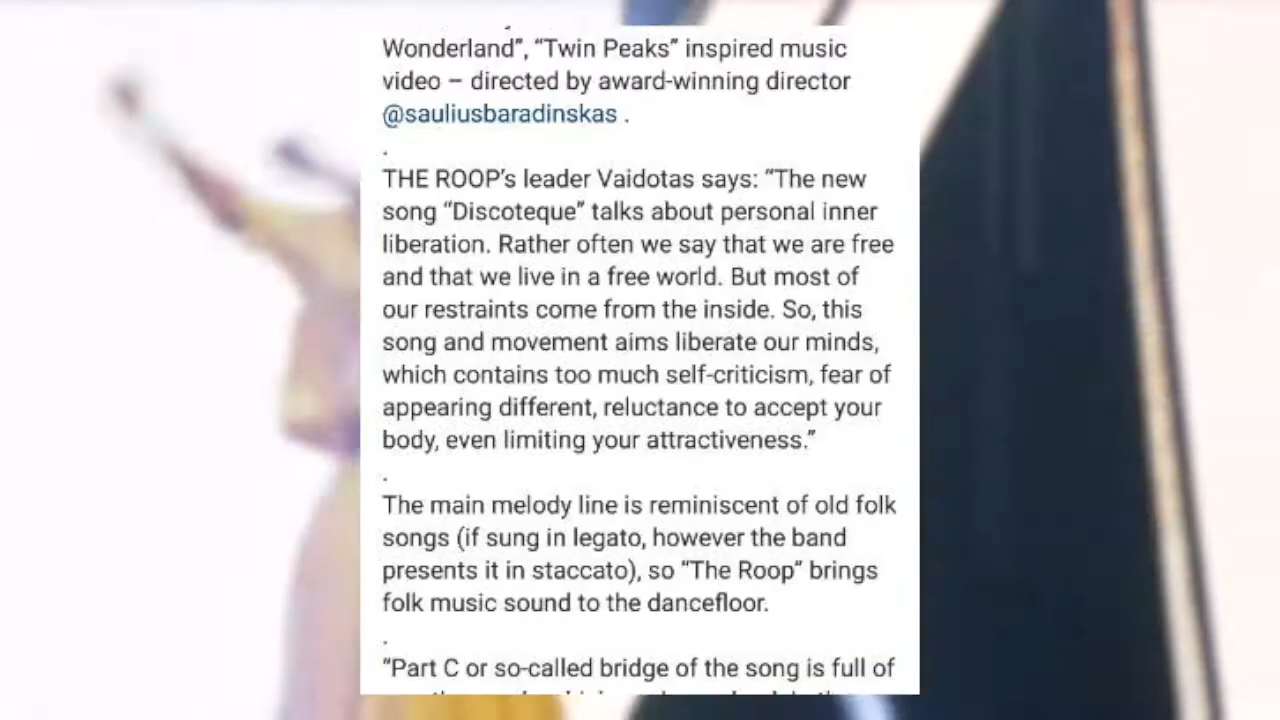 Wonderland”, “Twin Peaks” inspired music
video – directed by award-winning director
@sauliusbaradinskas .
.
THE ROOP’s leader Vaidotas says: “The new
song “Discoteque” talks about personal inner
liberation. Rather often we say that we are free
and that we live in a free world. But most of
our restraints come from the inside. So, this
song and movement aims liberate our minds,
which contains too much self-criticism, fear of
appearing different, reluctance to accept your
body, even limiting your attractiveness.”
.
The main melody line is reminiscent of old folk
songs (if sung in legato, however the band
presents it in staccato), so “The Roop” brings
folk music sound to the dancefloor.
.
“Part C or so-called bridge of the song is full of